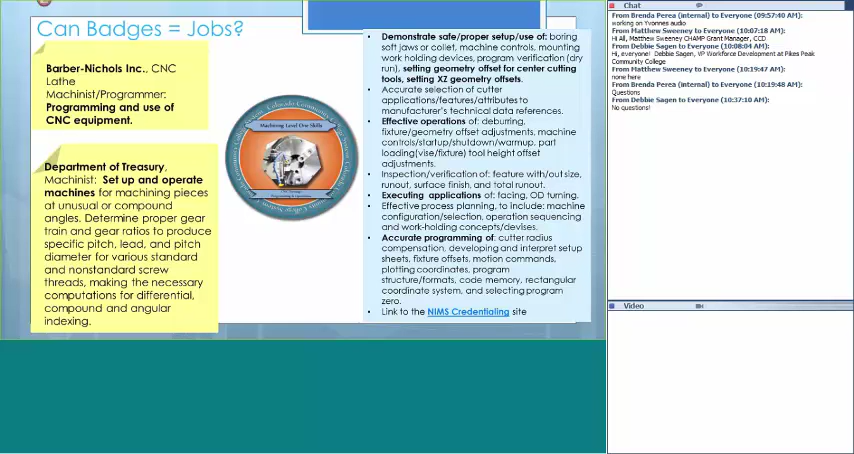 Can Badges = Jobs?
Barber-Nichols Inc., CNC
Lathe
Machinist/Programmer:
Programming and use of
CNC equipment.
Department of Treasury,
Machinist: Set up and operate
machines for machining pieces
at unusual or compound
angles. Determine proper gear
train and gear ratios to produce
specific pitch, lead, and pitch
diameter for various standard
and nonstandard screw
threads, making the necessary
computations for differential,
compound and angular
indexing.
Colorado Community College System
Machining Level One Skills
• Demonstrate safe/proper setup/use of: boring
soft jaws or collet, machine controls, mounting
work holding devices, program verification (dry
run), setting geometry offset for center cutting
tools, setting XZ geometry offsets.
• Accurate selection of cutter
applications/features/attributes to
manufacturer's technical data references.
• Effective operations of: deburring,
fixture/geometry offset adjustments, machine
controls/startup/shutdown/warmup, part
loading(vise/fixture) tool height offset
adjustments.
• Inspection/verification of: feature with/out size,
runout, surface finish, and total runout.
• Executing applications of: facing, OD turning.
• Effective process planning, to include: machine
configuration/selection, operation sequencing
and work-holding concepts/devises.
• Accurate programming of: cutter radius
compensation, developing and interpret setup
sheets, fixture offsets, motion commands,
plotting coordinates, program
structure/formats, code memory, rectangular
coordinate system, and selecting program
zero.
• Link to the NIMS Credentialing site
Chat
From Brenda Perea (internal) to Everyone (09:57:40 AM):
working on Yvonnes audio
From Matthew Sweeney to Everyone (10:07:18 AM):
Hi All, Matthew Sweeney CHAMP Grant Manager, CCD
From Debbie Sagen to Everyone (10:08:04 AM):
Hi, everyone! Debbie Sagen, VP Workforce Development at Pikes Peak
Community College
From Matthew Sweeney to Everyone (10:19:47 AM):
none here
From Brenda Perea (internal) to Everyone (10:19:48 AM):
Questions
From Debbie Sagen to Everyone (10:37:10 AM):
No questions!
Video